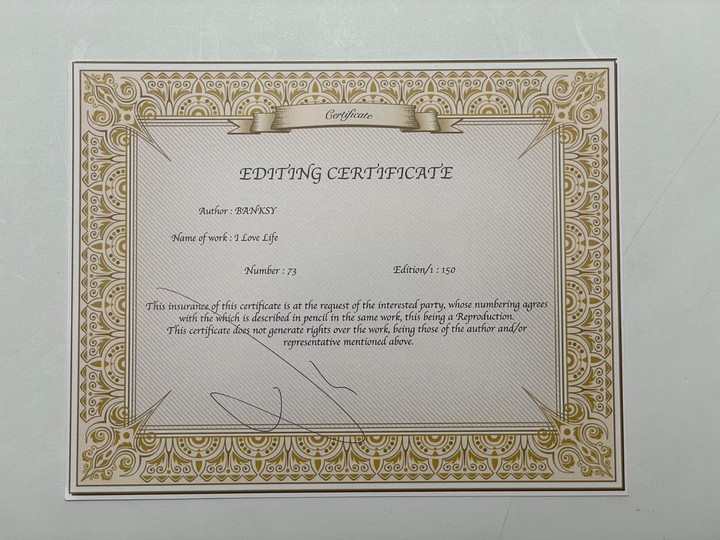 Certificate
EDITING CERTIFICATE
Author : BANKSY
Name of work : I Love Life
Number : 73 Edition/1 : 150
This insurance of this certificate is at the request of the interested party, whose numbering agrees
with the which is described in pencil in the same work, this being a Reproduction.
This certificate does not generate rights over the work, being those of the author and/or
representative mentioned above.